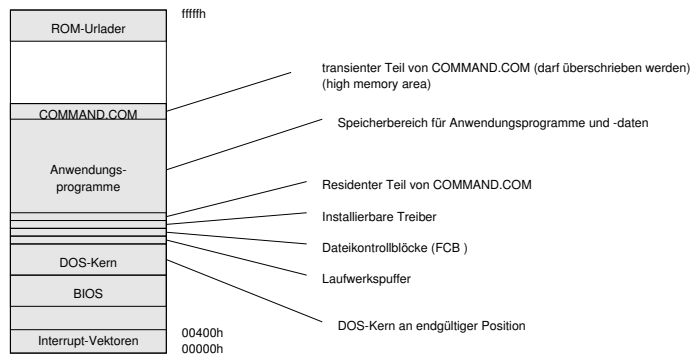 fffffh
ROM-Urlader
transienter Teil von COMMAND.COM (darf überschrieben werden)
(high memory area)
COMMAND.COM
Speicherbereich für Anwendungsprogramme und -daten
Anwendungs-
programme
Residenter Teil von COMMAND.COM
Installierbare Treiber
Dateikontrollblöcke (FCB )
DOS-Kern
Laufwerkspuffer
BIOS
DOS-Kern an endgültiger Position
00400h
Interrupt-Vektoren
00000h